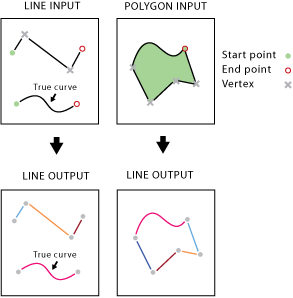 LINE INPUT
POLYGON INPUT
True curve
Start point
End point
Vertex
LINE OUTPUT
LINE OUTPUT
True curve